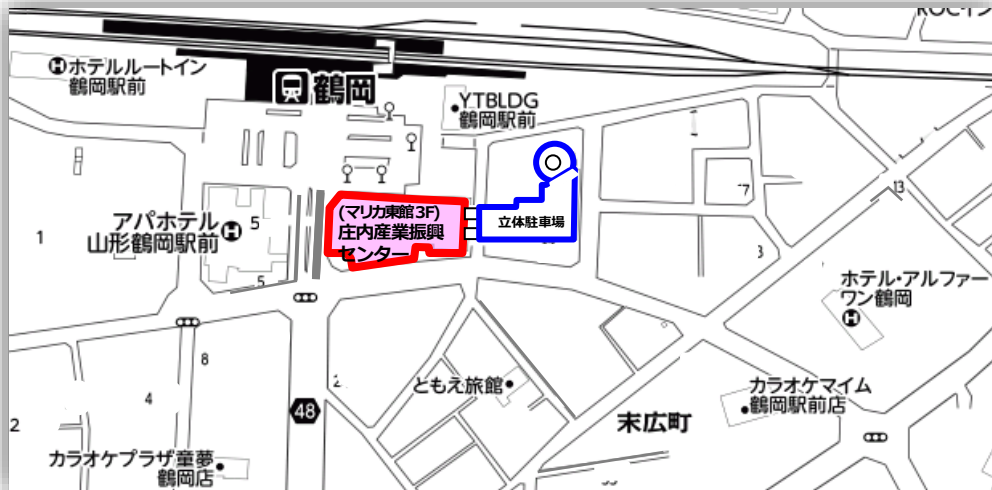 ホテルルートイン
鶴岡駅前
鶴岡
YTBLDG
鶴岡駅前
(マリカ東館3F)
庄内産業振興
センター
立体駐車場
アパホテル
山形鶴岡駅前
5
1
5
7
13
3
ホテル・アルファー
ワン鶴岡
8
4
2
2
48
ともえ旅館
末広町
カラオケマイム
鶴岡駅前店
カラオケプラザ童夢
鶴岡店